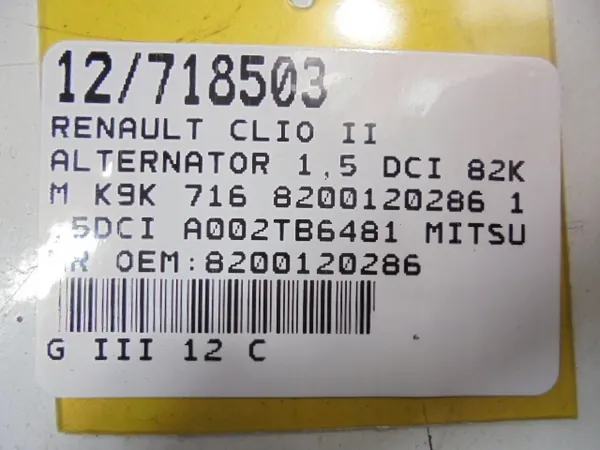 12/718503
RENAULT CLIO II
ALTERNATOR 1,5 DCI 82K
M K9K 716 8200120286 1
,5DCI A002TB6481 MITSU
NR OEM:8200120286
G III 12 C